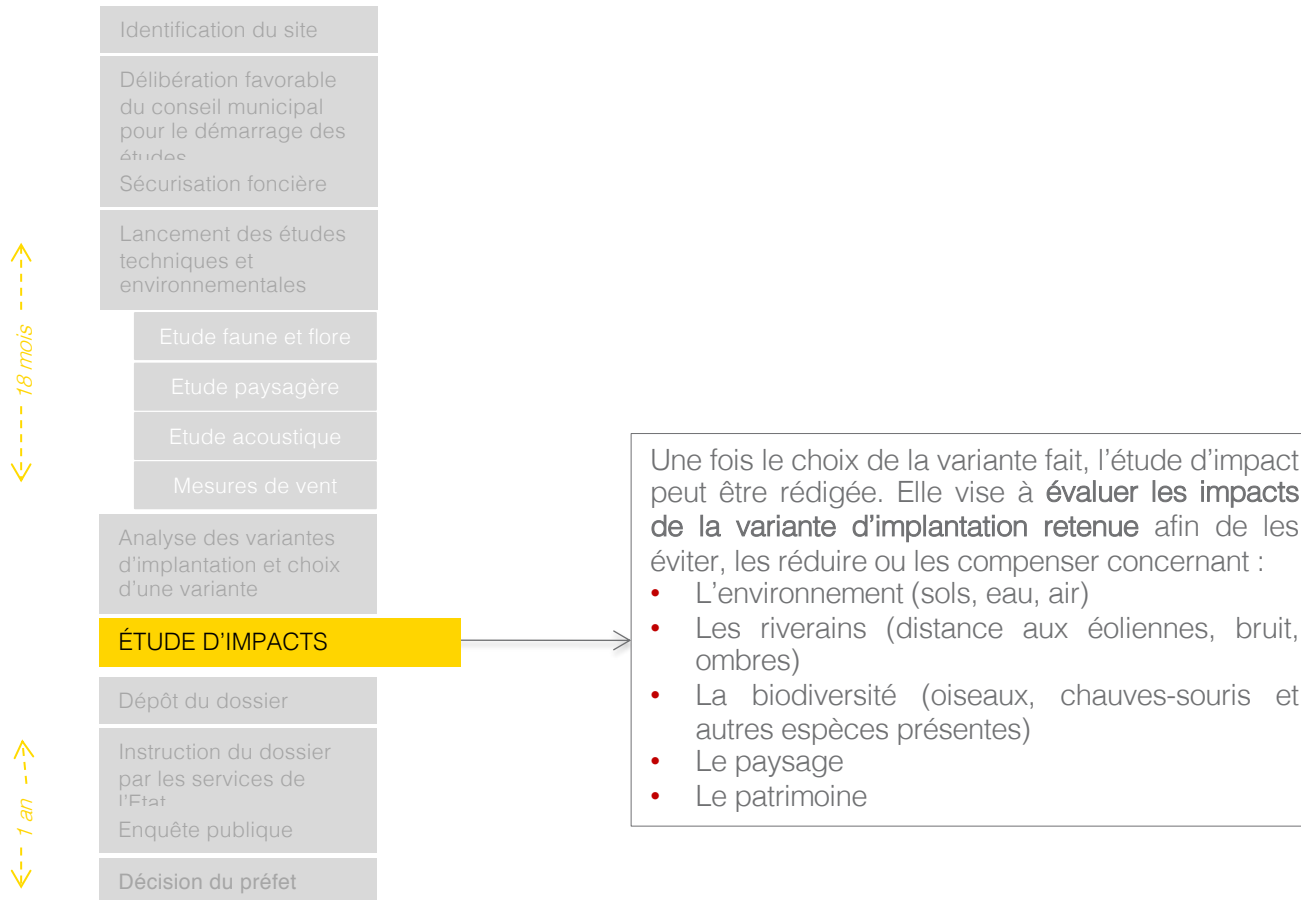 Identification du site
Délibération favorable
du conseil municipal
pour le démarrage des
études
Sécurisation foncière
Lancement des études
techniques et
environnementales
18 mois
Etude faune et flore
Etude paysagère
Etude acoustique
Mesures de vent
Analyse des variantes
d'implantation et choix
d'une variante
ÉTUDE D'IMPACTS
Une fois le choix de la variante fait, l'étude d'impact
peut être rédigée. Elle vise à évaluer les impacts
de la variante d'implantation retenue afin de les
éviter, les réduire ou les compenser concernant :
• L'environnement (sols, eau, air)
• Les riverains (distance aux éoliennes, bruit,
ombres)
• La biodiversité (oiseaux, chauves-souris et
autres espèces présentes)
• Le paysage
• Le patrimoine
Dépôt du dossier
Instruction du dossier
par les services de
l'Etat
1 an
Enquête publique
Décision du préfet